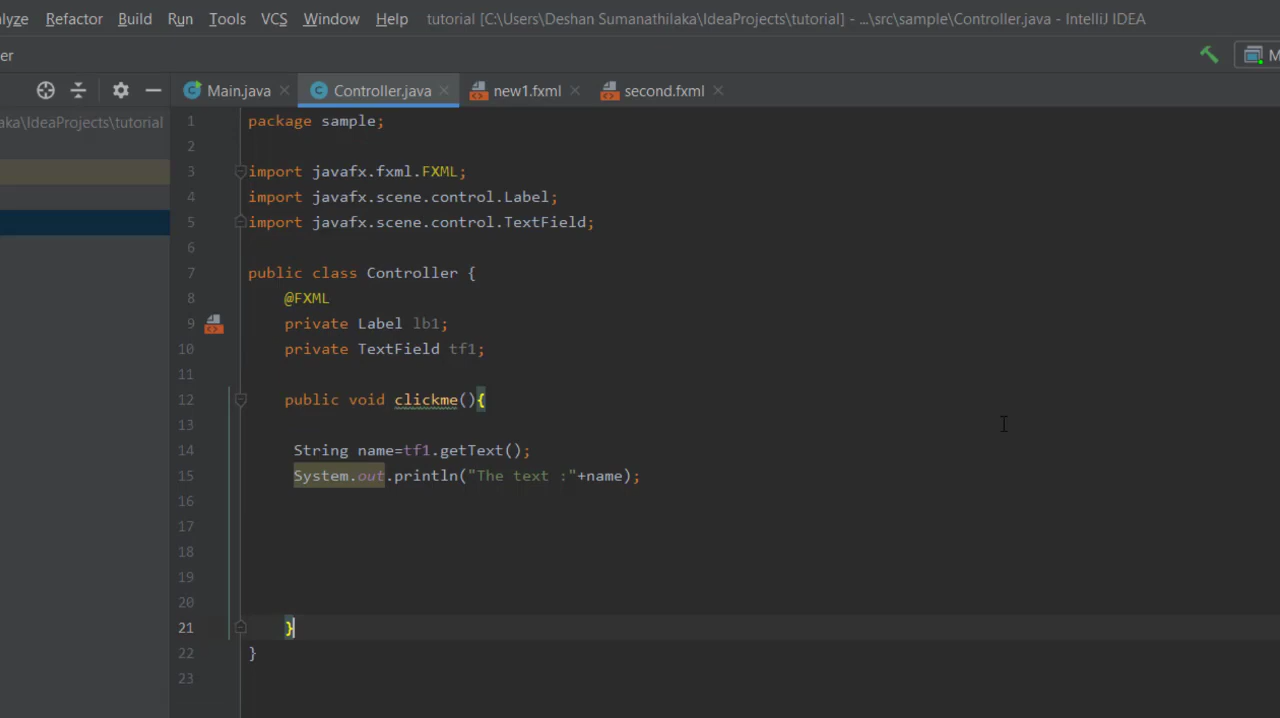 alyze Refactor Build Run Tools VCS Window Help tutorial [C:\Users\Deshan Sumanathilaka\IdeaProjects\tutorial] - ...\src\sample\Controller.java - IntelliJ IDEA
er
M
Main.java Controller.java new1.fxml second.fxml
aka\IdeaProjects\tutorial
1 package sample;
2
3 import javafx.fxml.FXML;
4 import javafx.scene.control.Label;
5 import javafx.scene.control.TextField;
6
7 public class Controller {
8 @FXML
9 private Label lb1;
10 private TextField tf1;
11
12 public void clickme(){
13
14 String name=tf1.getText();
15 System.out.println("The text :"+name);
16
17
18
19
20
21 }
22 }
23